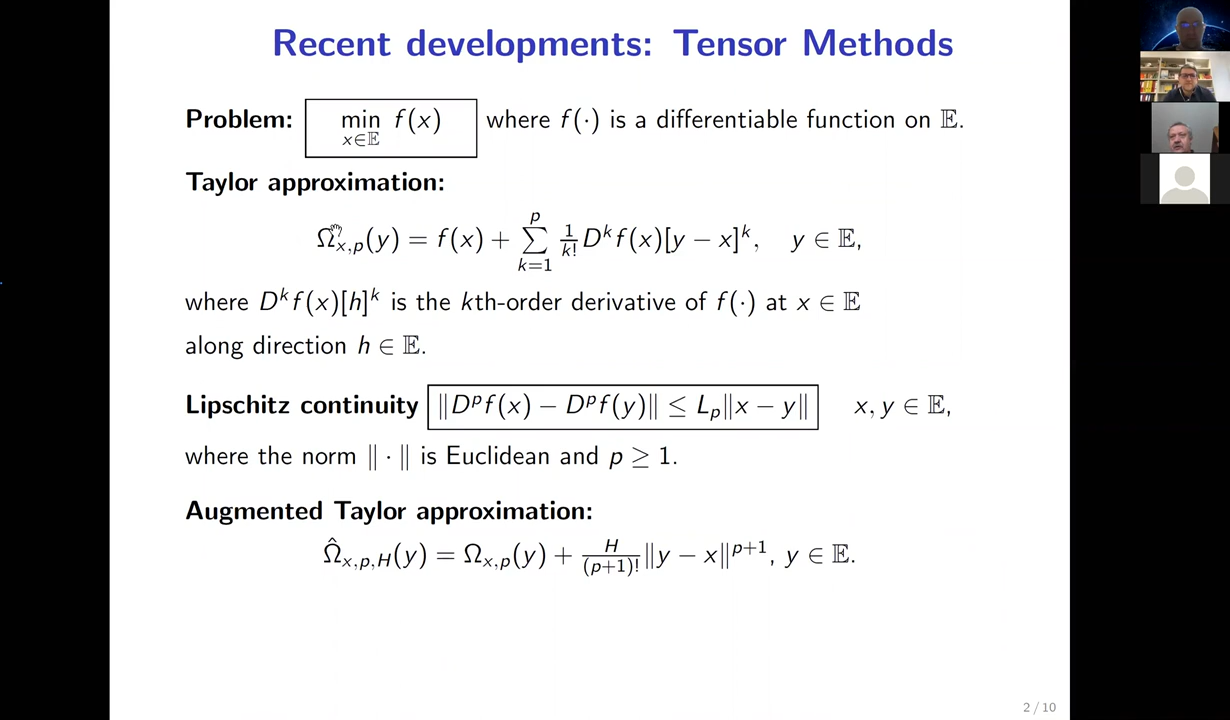 Recent developments: Tensor Methods
Problem: min_{x∈𝔼} f(x) where f(·) is a differentiable function on 𝔼.
Taylor approximation:
Ω_{x,p}(y) = f(x) + ∑_{k=1}^{p} 1/k! D^k f(x)[y − x]^k, y ∈ 𝔼,
where D^k f(x)[h]^k is the kth-order derivative of f(·) at x ∈ 𝔼
along direction h ∈ 𝔼.
Lipschitz continuity ‖D^p f(x) − D^p f(y)‖ ≤ L_p‖x − y‖ x, y ∈ 𝔼,
where the norm ‖ · ‖ is Euclidean and p ≥ 1.
Augmented Taylor approximation:
Ω̂_{x,p,H}(y) = Ω_{x,p}(y) + H/(p+1)! ‖y − x‖^{p+1}, y ∈ 𝔼.
2 / 10